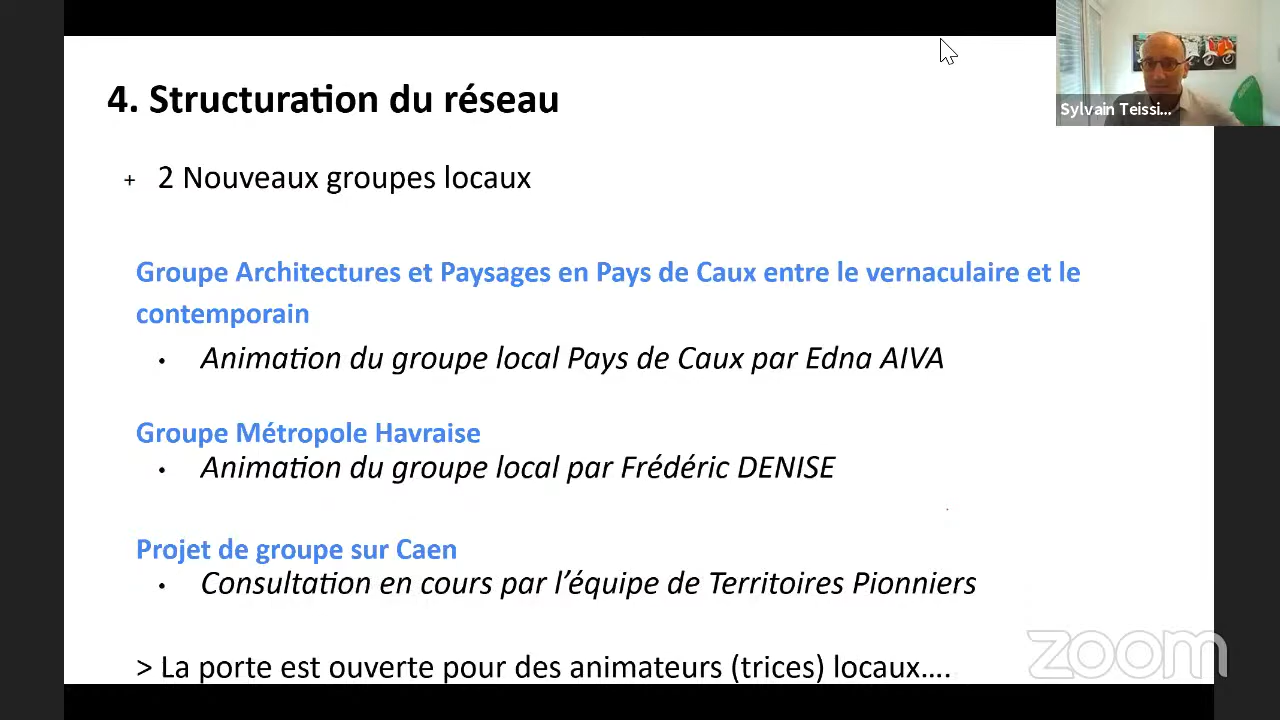 4. Structuration du réseau
Sylvain Teissi...
+ 2 Nouveaux groupes locaux
Groupe Architectures et Paysages en Pays de Caux entre le vernaculaire et le
contemporain
• Animation du groupe local Pays de Caux par Edna AIVA
Groupe Métropole Havraise
• Animation du groupe local par Frédéric DENISE
Projet de groupe sur Caen
• Consultation en cours par l’équipe de Territoires Pionniers
> La porte est ouverte pour des animateurs (trices) locaux....
zoom